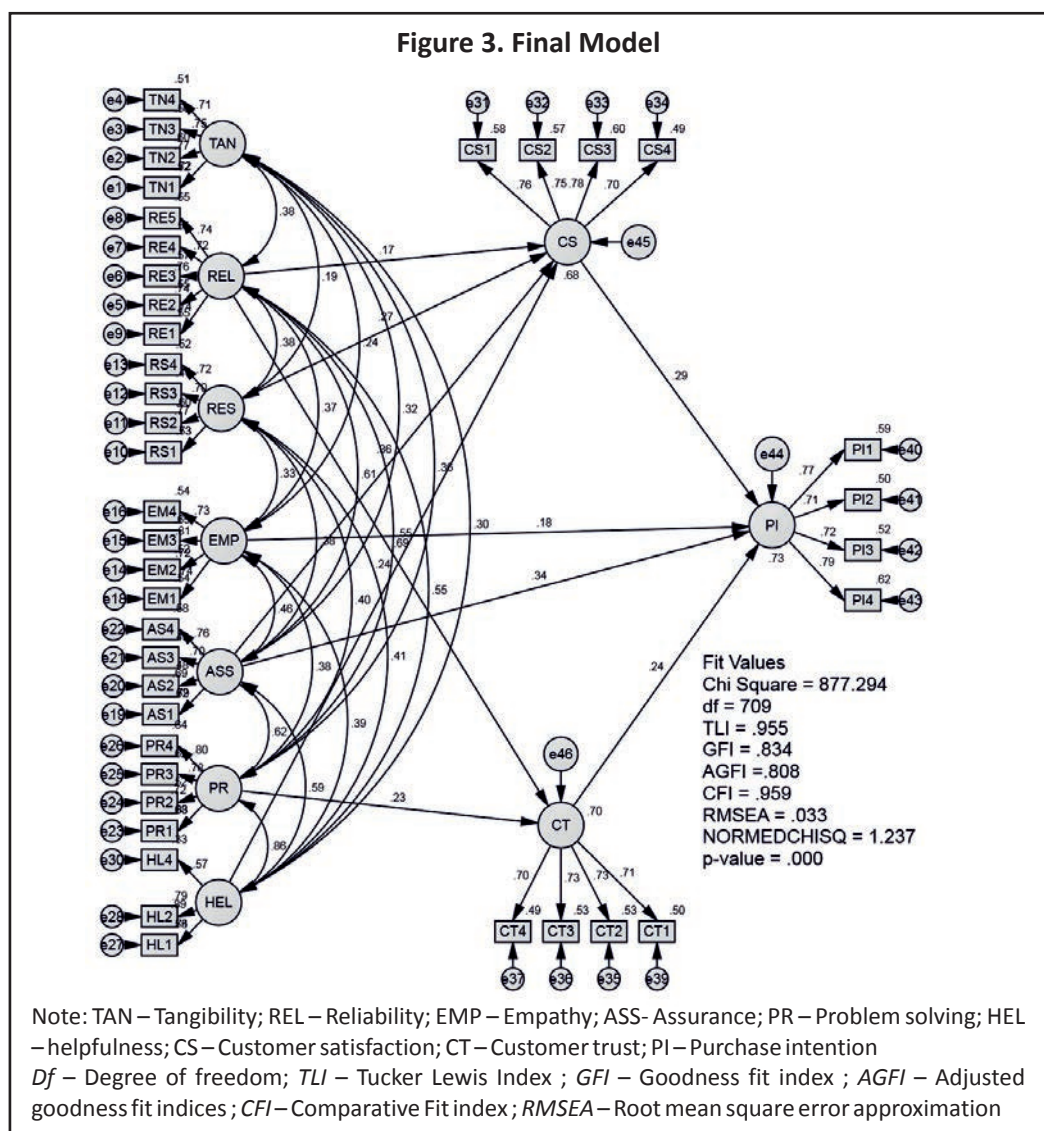 Figure 3. Final Model
.51
e4 TN4 .71
e3 TN3 .75
TAN
e2 TN2
e1 TN1
e8 RE5 .74
e7 RE4 .72
REL
e6 RE3 .76
e5 RE2
e9 RE1
.52
e13 RS4 .72
e12 RS3 .70
RES
e11 RS2
e10 RS1
.54
e16 EM4 .73
e15 EM3
EMP
e14 EM2
e18 EM1
e22 AS4 .76
e21 AS3 .70
ASS
e20 AS2
e19 AS1
e26 PR4 .80
e25 PR3
PR
e24 PR2
e23 PR1
e30 HL4 .57
HEL
.79
e28 HL2
e27 HL1
.38
.19
.38
.37
.32
.36
.36
.33
.61
.55
.38
.69
.24
.40
.55
.41
.46
.38
.39
.62
.59
.86
.17
.27
.24
.30
.18
.34
.23
e31 e32 e33 e34
.58 .57 .60 .49
CS1 CS2 CS3 CS4
.76 .75 .78 .70
CS e45
.68
.29
e44
PI
.73
.77 PI1 .59 e40
.71 PI2 .50 e41
.72 PI3 .52 e42
.79 PI4 .62 e43
.24
e46
CT .70
.70 .73 .73 .71
.49 .53 .53 .50
CT4 CT3 CT2 CT1
e37 e36 e35 e39
Fit Values
Chi Square = 877.294
df = 709
TLI = .955
GFI = .834
AGFI =.808
CFI = .959
RMSEA = .033
NORMEDCHISQ = 1.237
p-value = .000
Note: TAN – Tangibility; REL – Reliability; EMP – Empathy; ASS- Assurance; PR – Problem solving; HEL
– helpfulness; CS – Customer satisfaction; CT – Customer trust; PI – Purchase intention
Df – Degree of freedom; TLI – Tucker Lewis Index ; GFI – Goodness fit index ; AGFI – Adjusted
goodness fit indices ; CFI – Comparative Fit index ; RMSEA – Root mean square error approximation